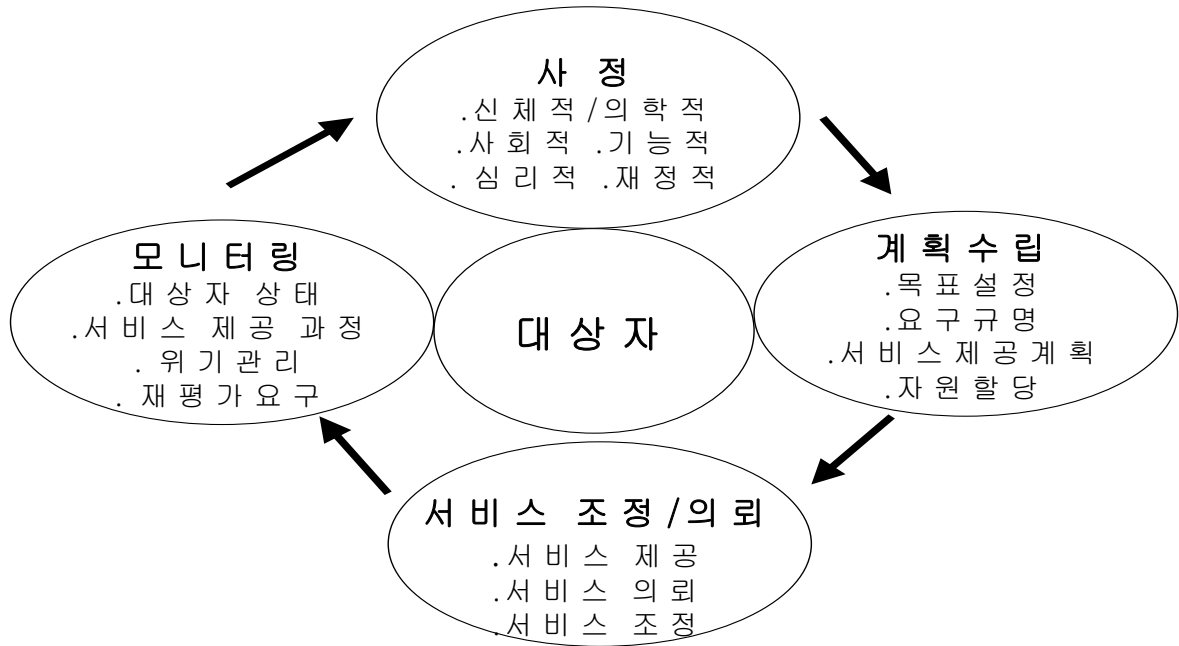 사 정
.신체적/의학적
.사회적 .기능적
. 심리적 .재정적
계획수립
.목표설정
.요구규명
.서비스제공계획
자원할당
서비스 조정/의뢰
.서비스 제공
.서비스 의뢰
.서비스 조정
모니터링
.대상자 상태
.서비스 제공 과정
. 위기관리
. 재평가요구
대상자